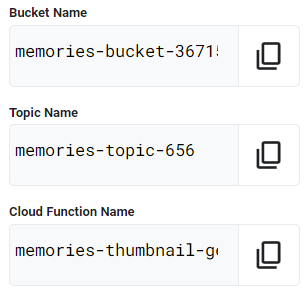 Bucket Name
memories-bucket-3671
Topic Name
memories-topic-656
Cloud Function Name
memories-thumbnail-g